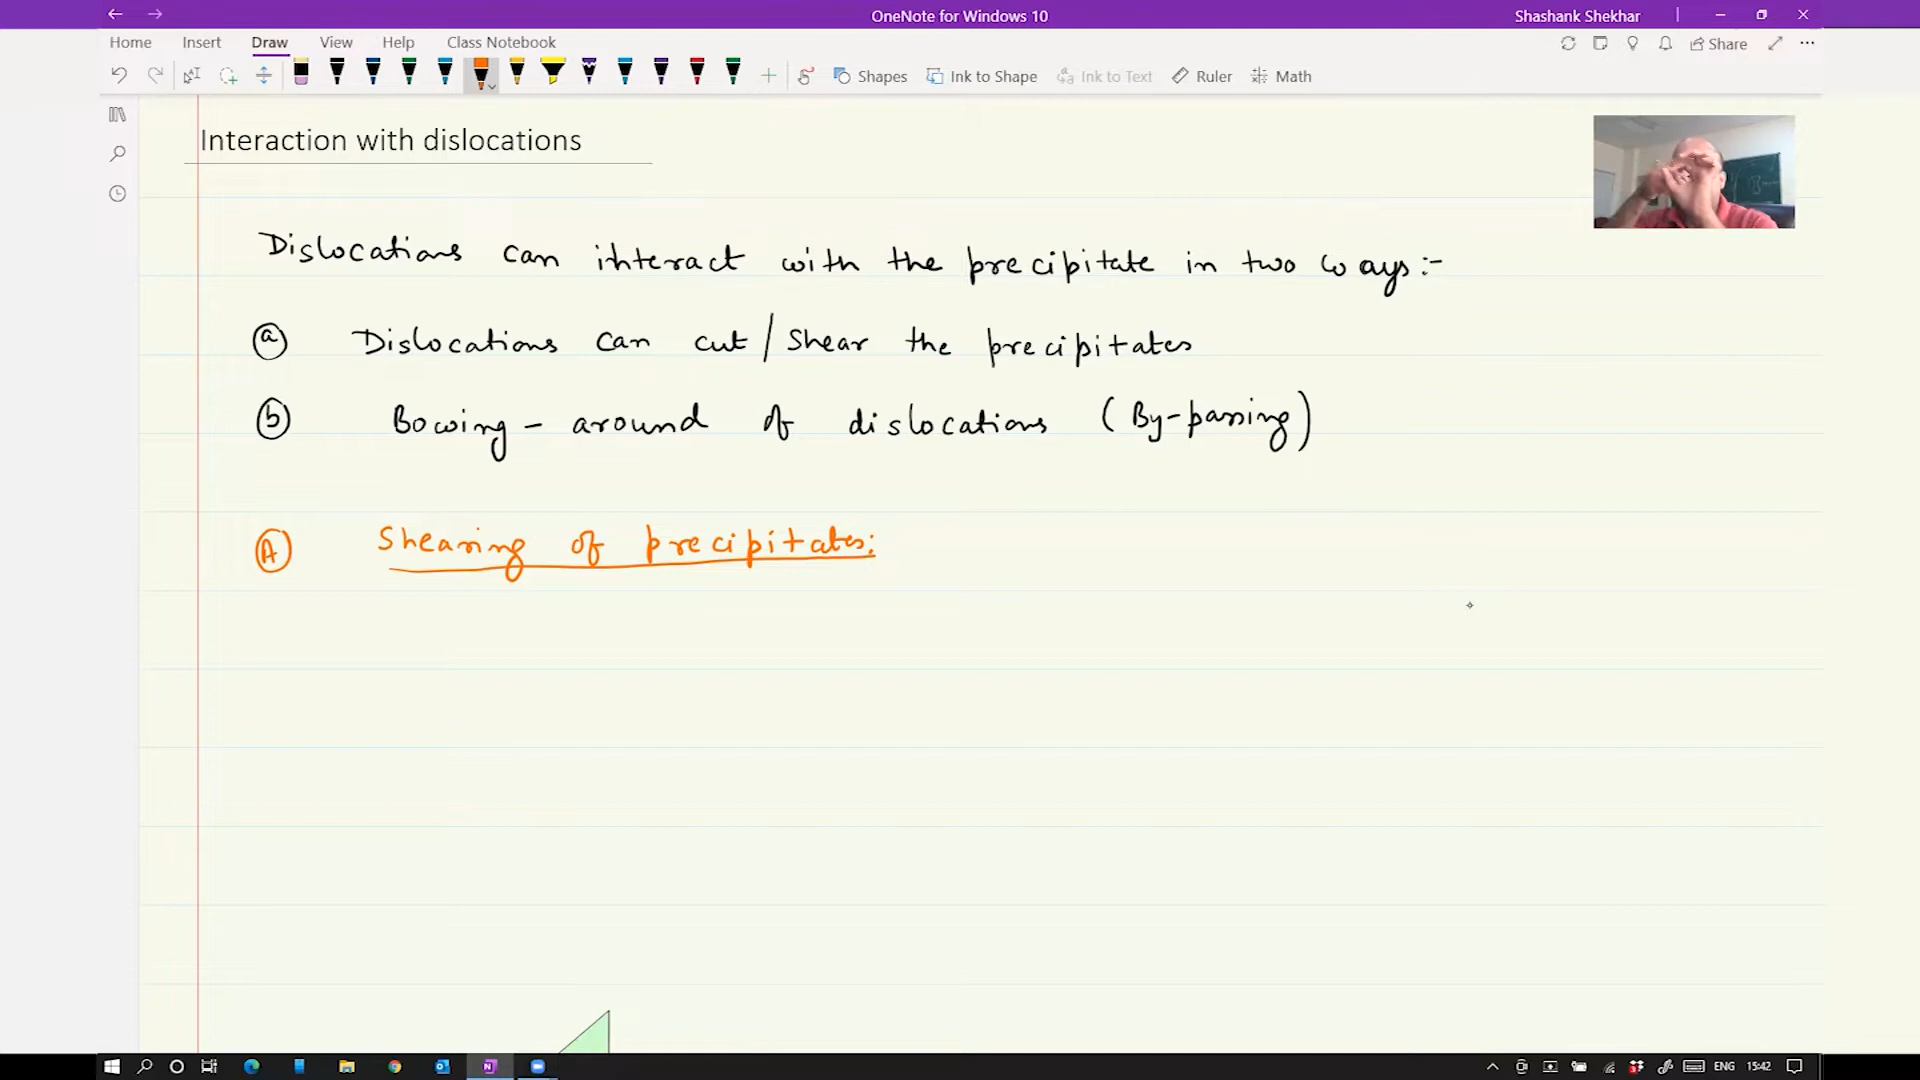 OneNote for Windows 10
Shashank Shekhar
Home Insert Draw View Help Class Notebook
Share
Shapes Ink to Shape Ink to Text Ruler Math
Interaction with dislocations
Dislocations can interact with the precipitate in two ways:-
(a) Dislocations can cut/shear the precipitates
(b) Bowing-around of dislocations (By-passing)
(A) Shearing of precipitates:
ENG 15:42